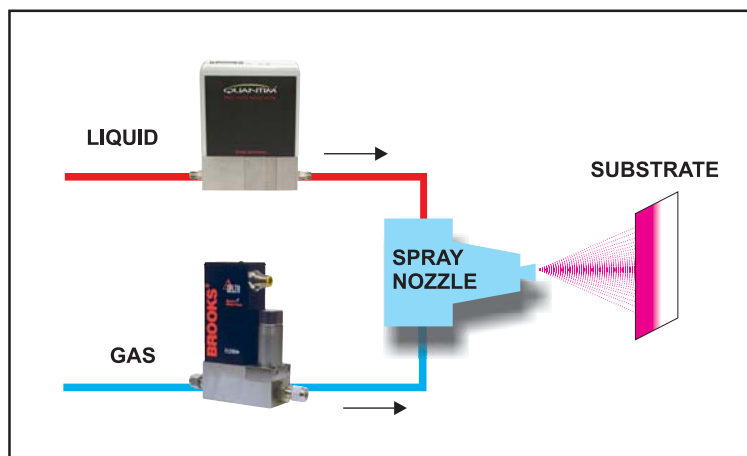 QUANTIM
LIQUID
SUBSTRATE
SPRAY
NOZZLE
BROOKS
GAS